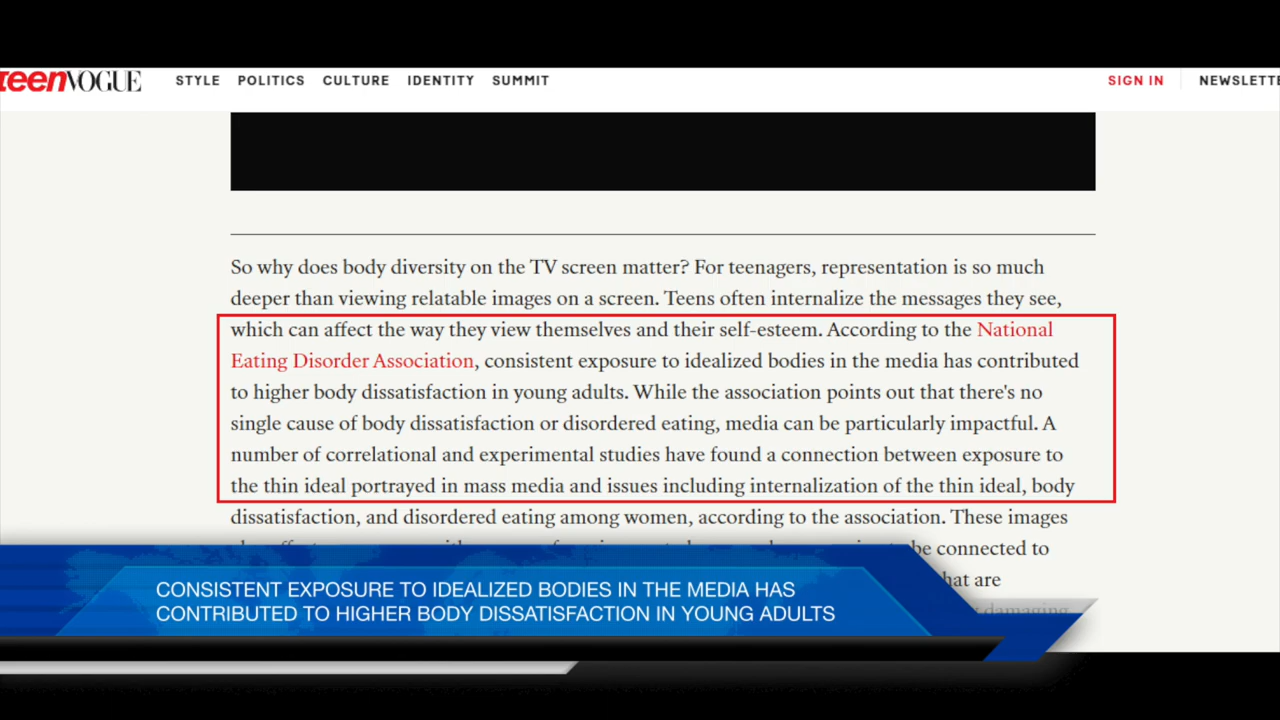 teenVOGUE STYLE POLITICS CULTURE IDENTITY SUMMIT SIGN IN
So why does body diversity on the TV screen matter? For teenagers, representation is so much
deeper than viewing relatable images on a screen. Teens often internalize the messages they see,
which can affect the way they view themselves and their self-esteem. According to the National
Eating Disorder Association, consistent exposure to idealized bodies in the media has contributed
to higher body dissatisfaction in young adults. While the association points out that there's no
single cause of body dissatisfaction or disordered eating, media can be particularly impactful. A
number of correlational and experimental studies have found a connection between exposure to
the thin ideal portrayed in mass media and issues including internalization of the thin ideal, body
dissatisfaction, and disordered eating among women, according to the association. These images
be connected to
are
damaging
CONSISTENT EXPOSURE TO IDEALIZED BODIES IN THE MEDIA HAS
CONTRIBUTED TO HIGHER BODY DISSATISFACTION IN YOUNG ADULTS